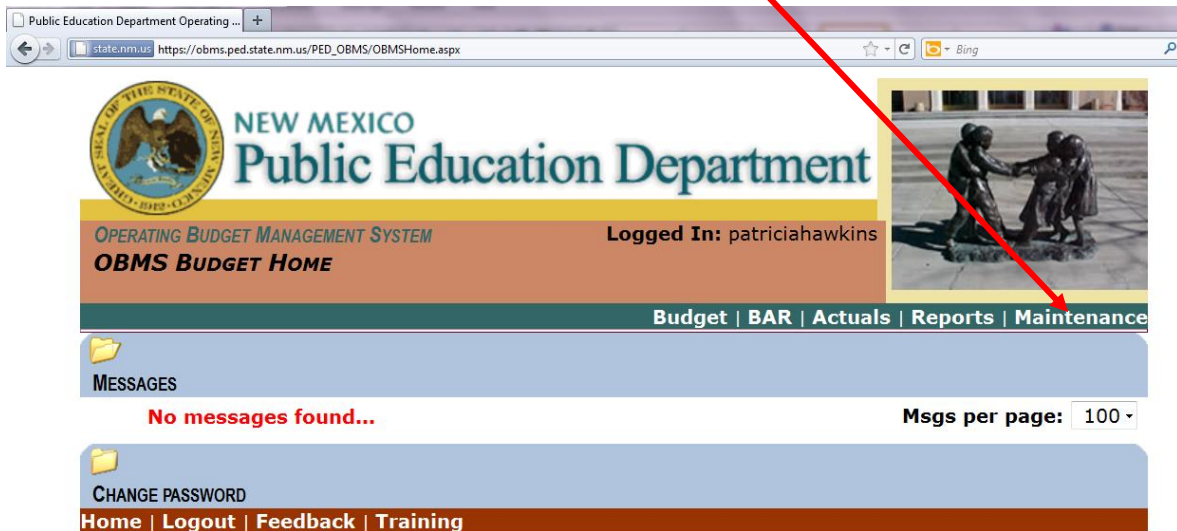 Public Education Department Operating ... +
state.nm.us https://obms.ped.state.nm.us/PED_OBMS/OBMSHome.aspx Bing
NEW MEXICO
Public Education Department
OPERATING BUDGET MANAGEMENT SYSTEM Logged In: patriciahawkins
OBMS BUDGET HOME
Budget | BAR | Actuals | Reports | Maintenance
MESSAGES
No messages found... Msgs per page: 100
CHANGE PASSWORD
Home | Logout | Feedback | Training